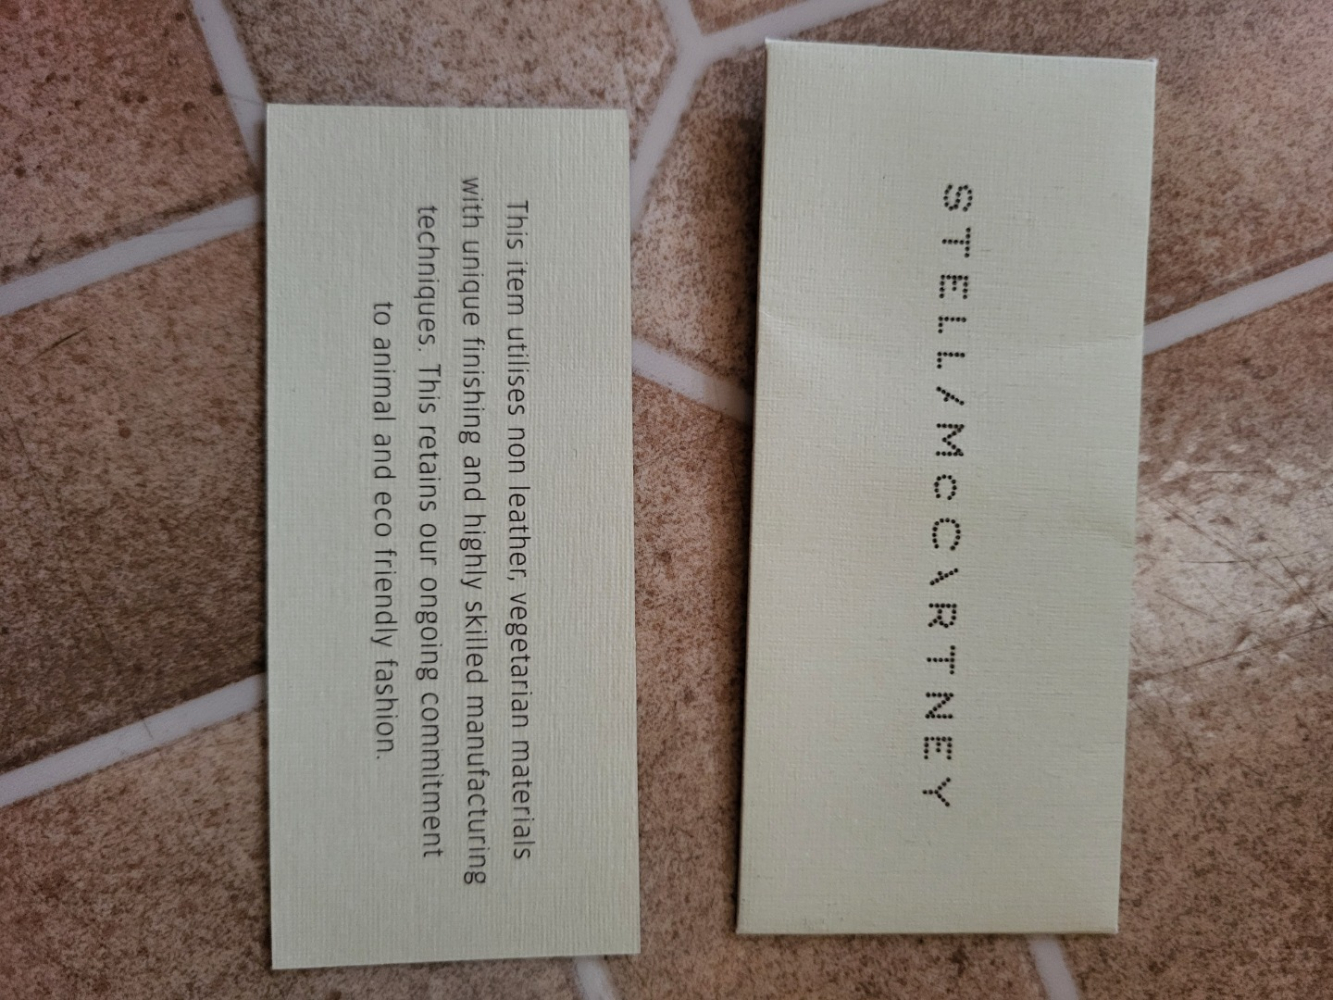 STELLA McCARTNEY
This item utilises non leather, vegetarian materials
with unique finishing and highly skilled manufacturing
techniques. This retains our ongoing commitment
to animal and eco friendly fashion.